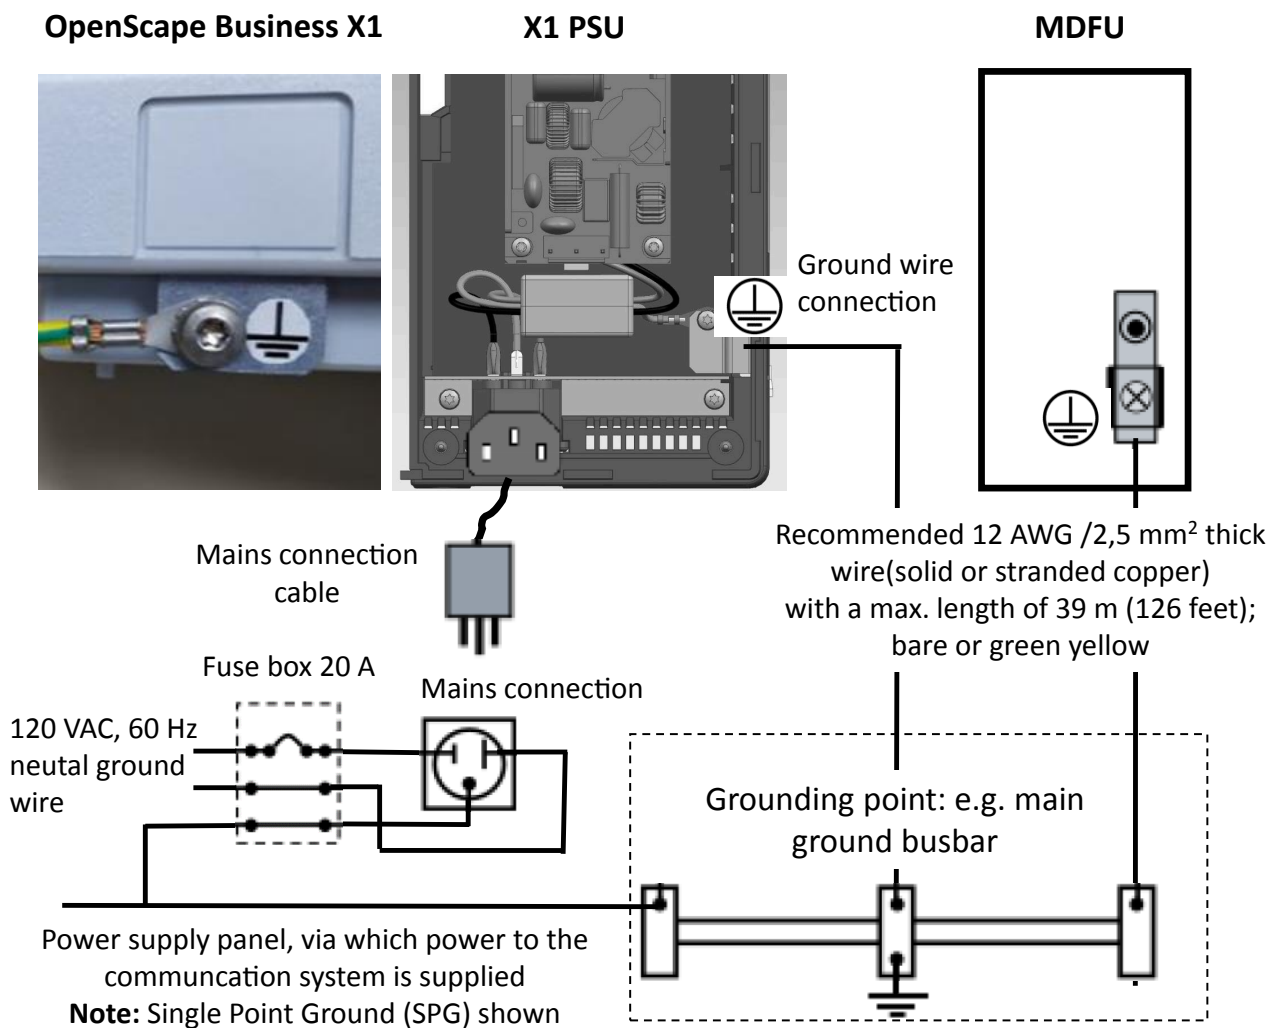 OpenScape Business X1
X1 PSU
MDFU
Ground wire
connection
Recommended 12 AWG /2,5 mm² thick
wire(solid or stranded copper)
with a max. length of 39 m (126 feet);
bare or green yellow
Mains connection
cable
Fuse box 20 A
Mains connection
120 VAC, 60 Hz
neutal ground
wire
Grounding point: e.g. main
ground busbar
Power supply panel, via which power to the
communcation system is supplied
Note: Single Point Ground (SPG) shown